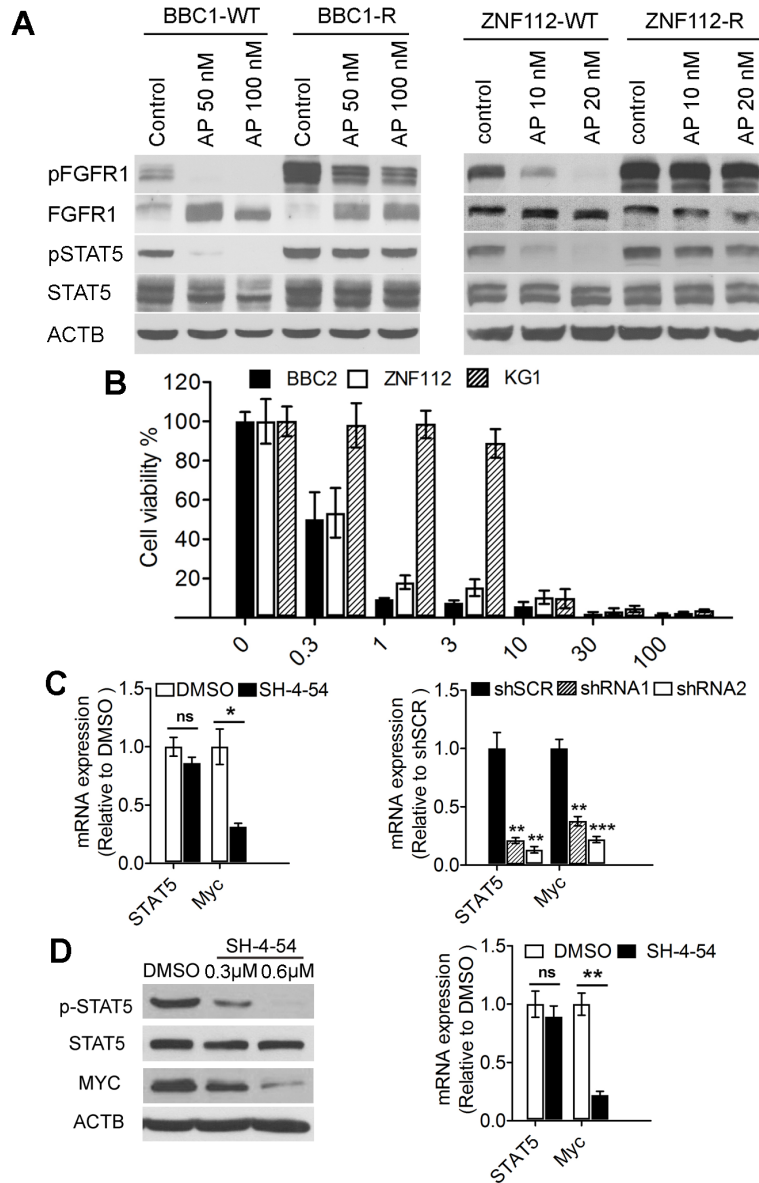 A
BBC1-WT BBC1-R ZNF112-WT ZNF112-R
Control AP 50 nM AP 100 nM Control AP 50 nM AP 100 nM control AP 10 nM AP 20 nM control AP 10 nM AP 20 nM
pFGFR1
FGFR1
pSTAT5
STAT5
ACTB
B
BBC2 ZNF112 KG1
Cell viability %
120
100
80
60
40
20
0 0.3 1 3 10 30 100
C
DMSO SH-4-54
mRNA expression
(Relative to DMSO )
1.5
1.0
0.5
0.0
ns *
STAT5 Myc
shSCR shRNA1 shRNA2
mRNA expression
(Relative to shSCR )
1.5
1.0
0.5
0.0
** ** ** ***
STAT5 Myc
D
SH-4-54
DMSO 0.3µM 0.6µM
p-STAT5
STAT5
MYC
ACTB
DMSO SH-4-54
mRNA expression
(Relative to DMSO )
1.5
1.0
0.5
0.0
ns **
STAT5 Myc